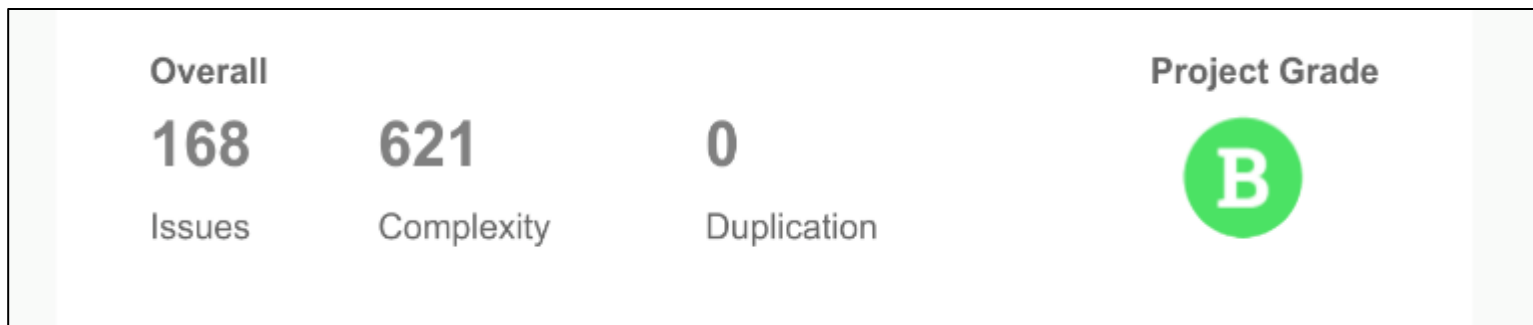 Overall
Project Grade
168
621
0
B
Issues
Complexity
Duplication